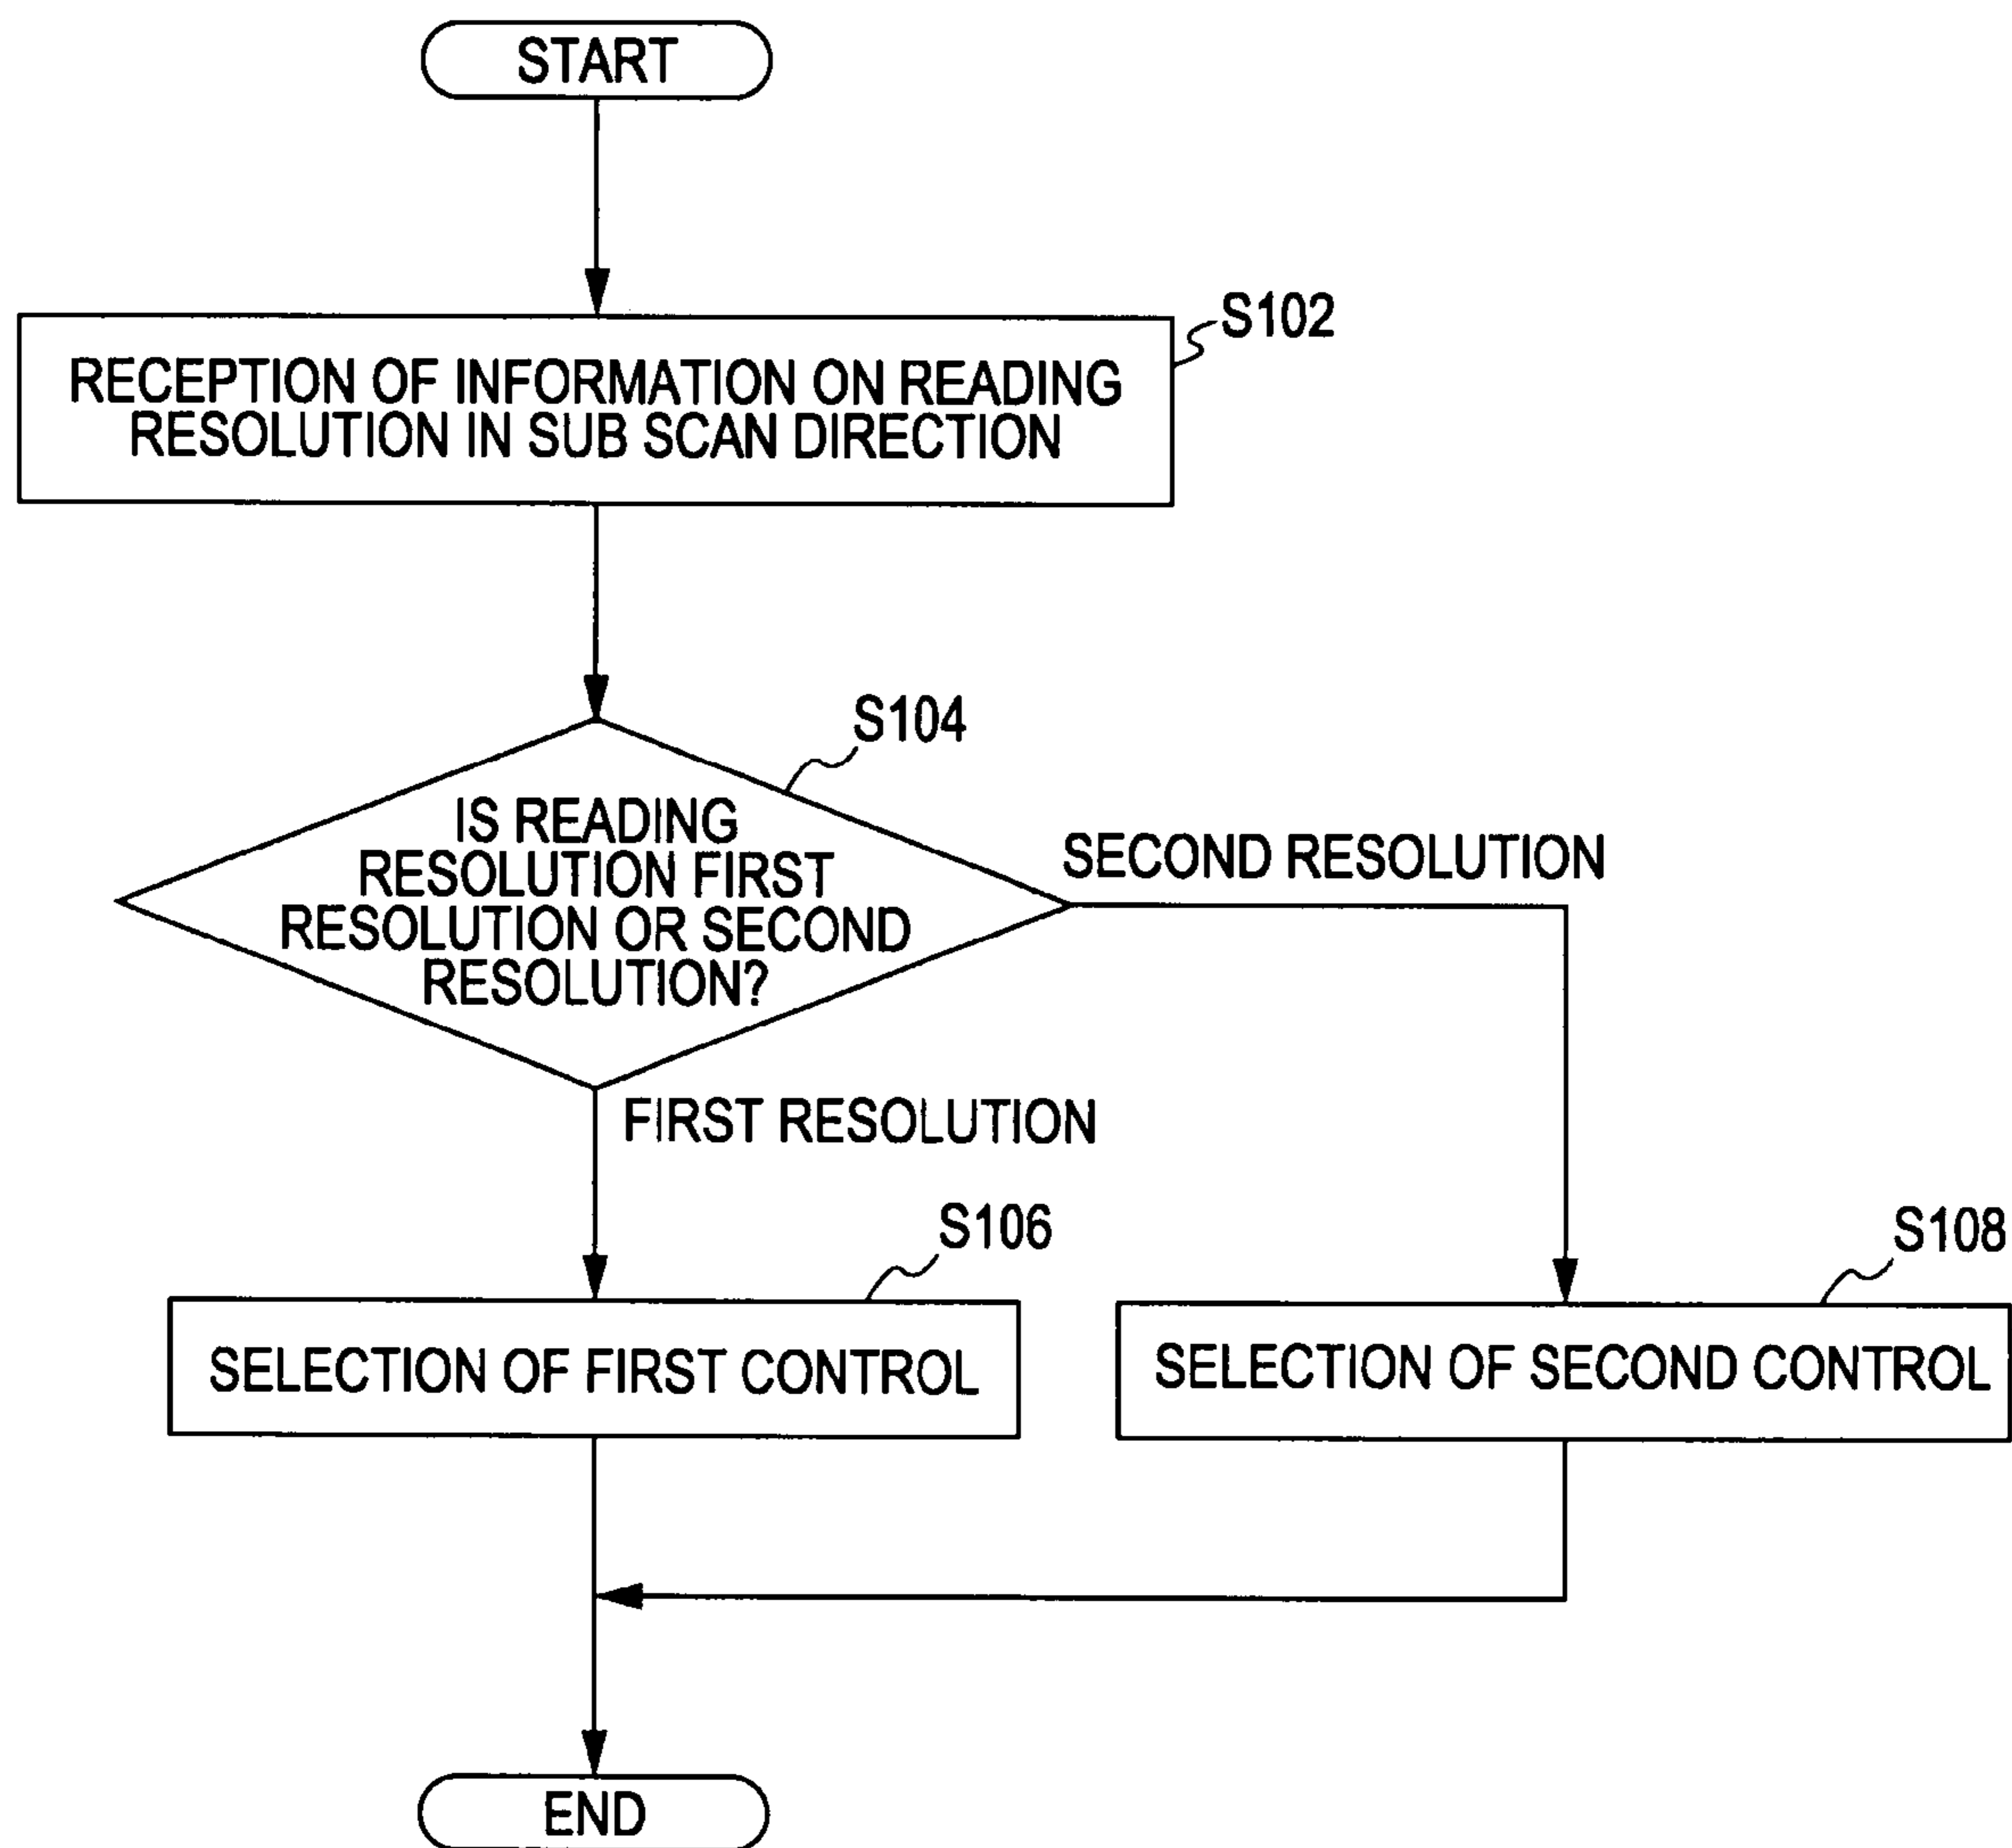 START
S102
RECEPTION OF INFORMATION ON READING
RESOLUTION IN SUB SCAN DIRECTION
S104
IS READING
RESOLUTION FIRST
RESOLUTION OR SECOND
RESOLUTION?
SECOND RESOLUTION
FIRST RESOLUTION
S106
SELECTION OF FIRST CONTROL
S108
SELECTION OF SECOND CONTROL
END